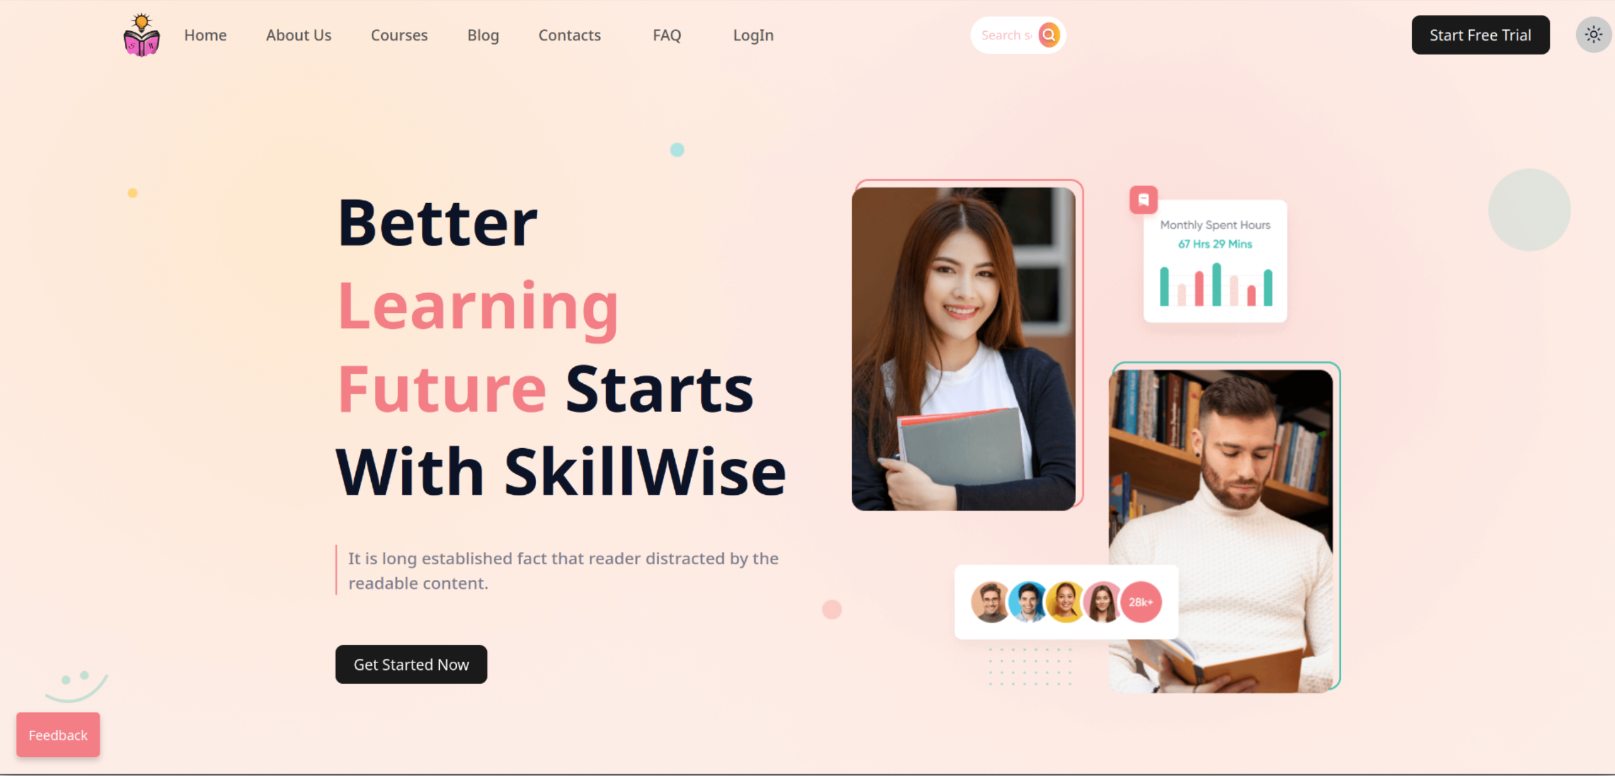 Home About Us Courses Blog Contacts FAQ LogIn
Search s
Start Free Trial
Better
Learning
Future Starts
With SkillWise
It is long established fact that reader distracted by the
readable content.
Get Started Now
Monthly Spent Hours
67 Hrs 29 Mins
28k+
Feedback